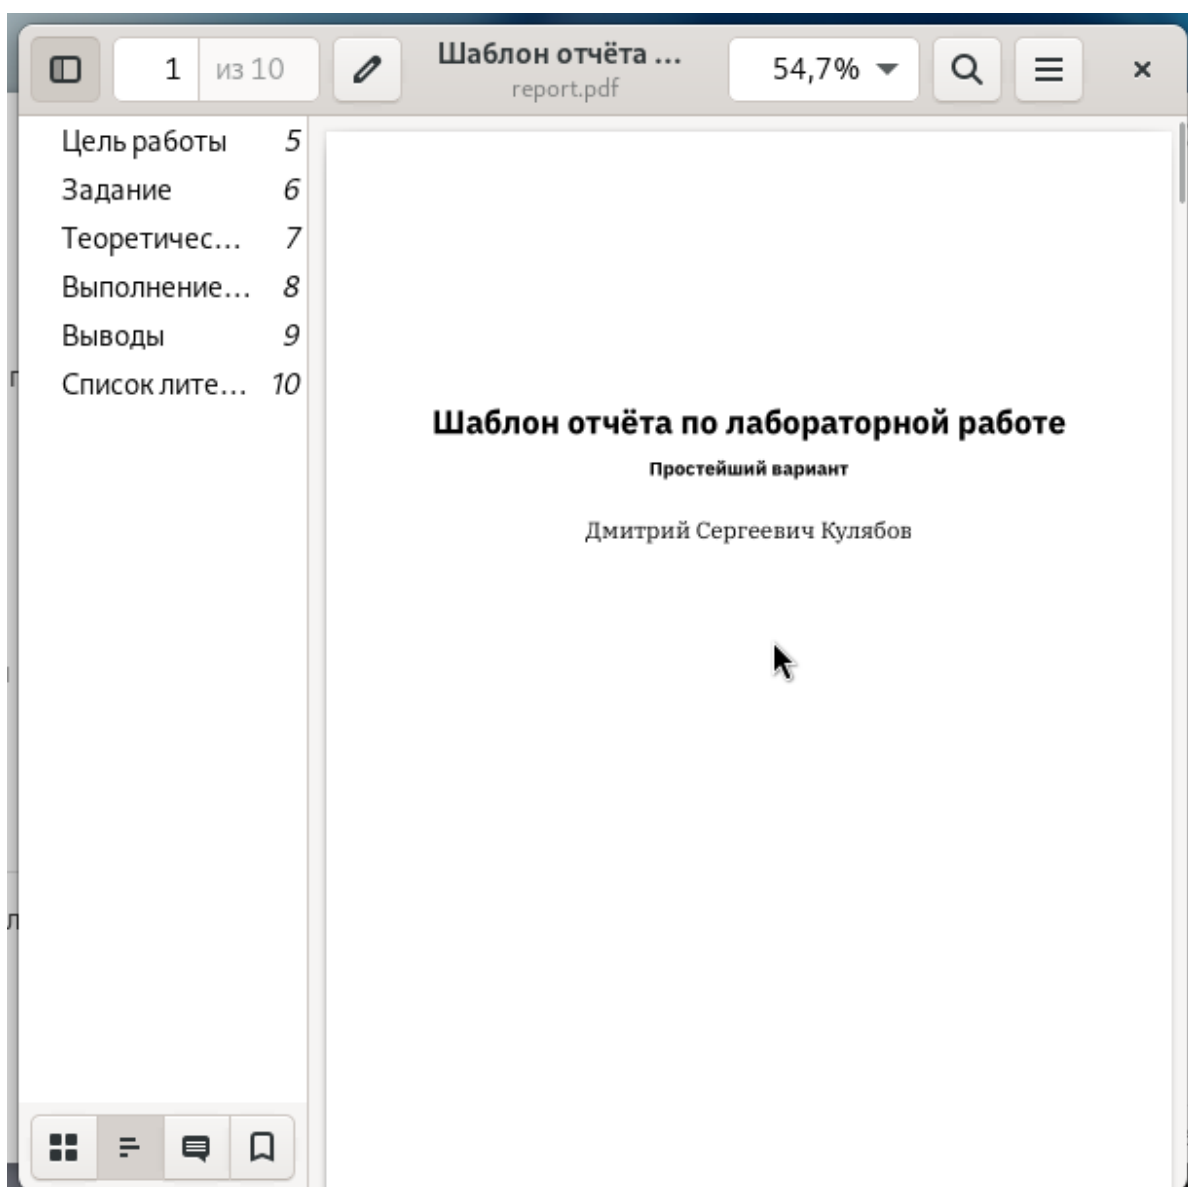 1 из 10 Шаблон отчёта ... 54,7%
report.pdf
Цель работы 5
Задание 6
Теоретичес... 7
Выполнение... 8
Выводы 9
Список лите... 10
Шаблон отчёта по лабораторной работе
Простейший вариант
Дмитрий Сергеевич Кулябов